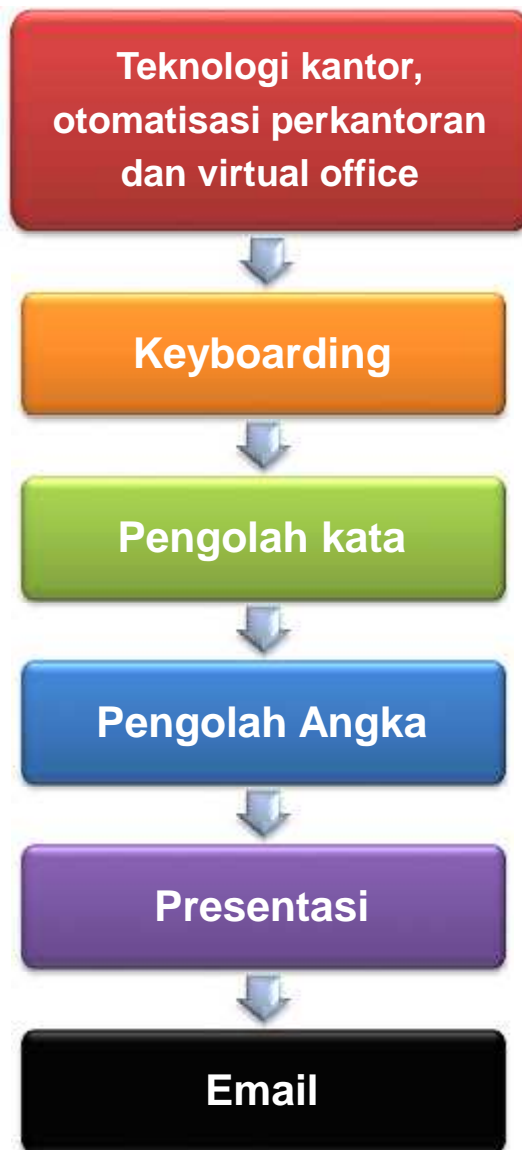 Teknologi kantor,
otomatisasi perkantoran
dan virtual office
Keyboarding
Pengolah kata
Pengolah Angka
Presentasi
Email